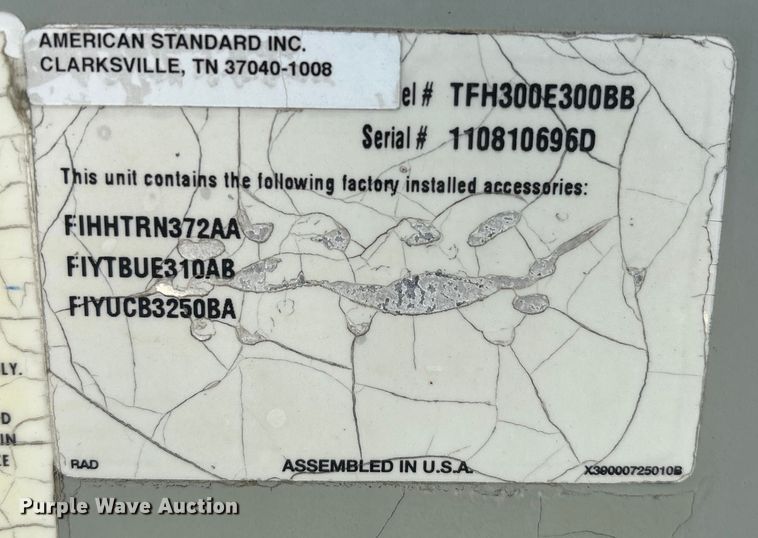 AMERICAN STANDARD INC.
CLARKSVILLE, TN 37040-1008
el # TFH300E300BB
Serial # 110810696D
This unit contains the following factory installed accessories:
FIHHTRN372AA
FIYTBUE310AB
FIYUCB3250BA
LY.
D
IN
CE
RAD ASSEMBLED IN U.S.A. X39000725010B
Purple Wave Auction